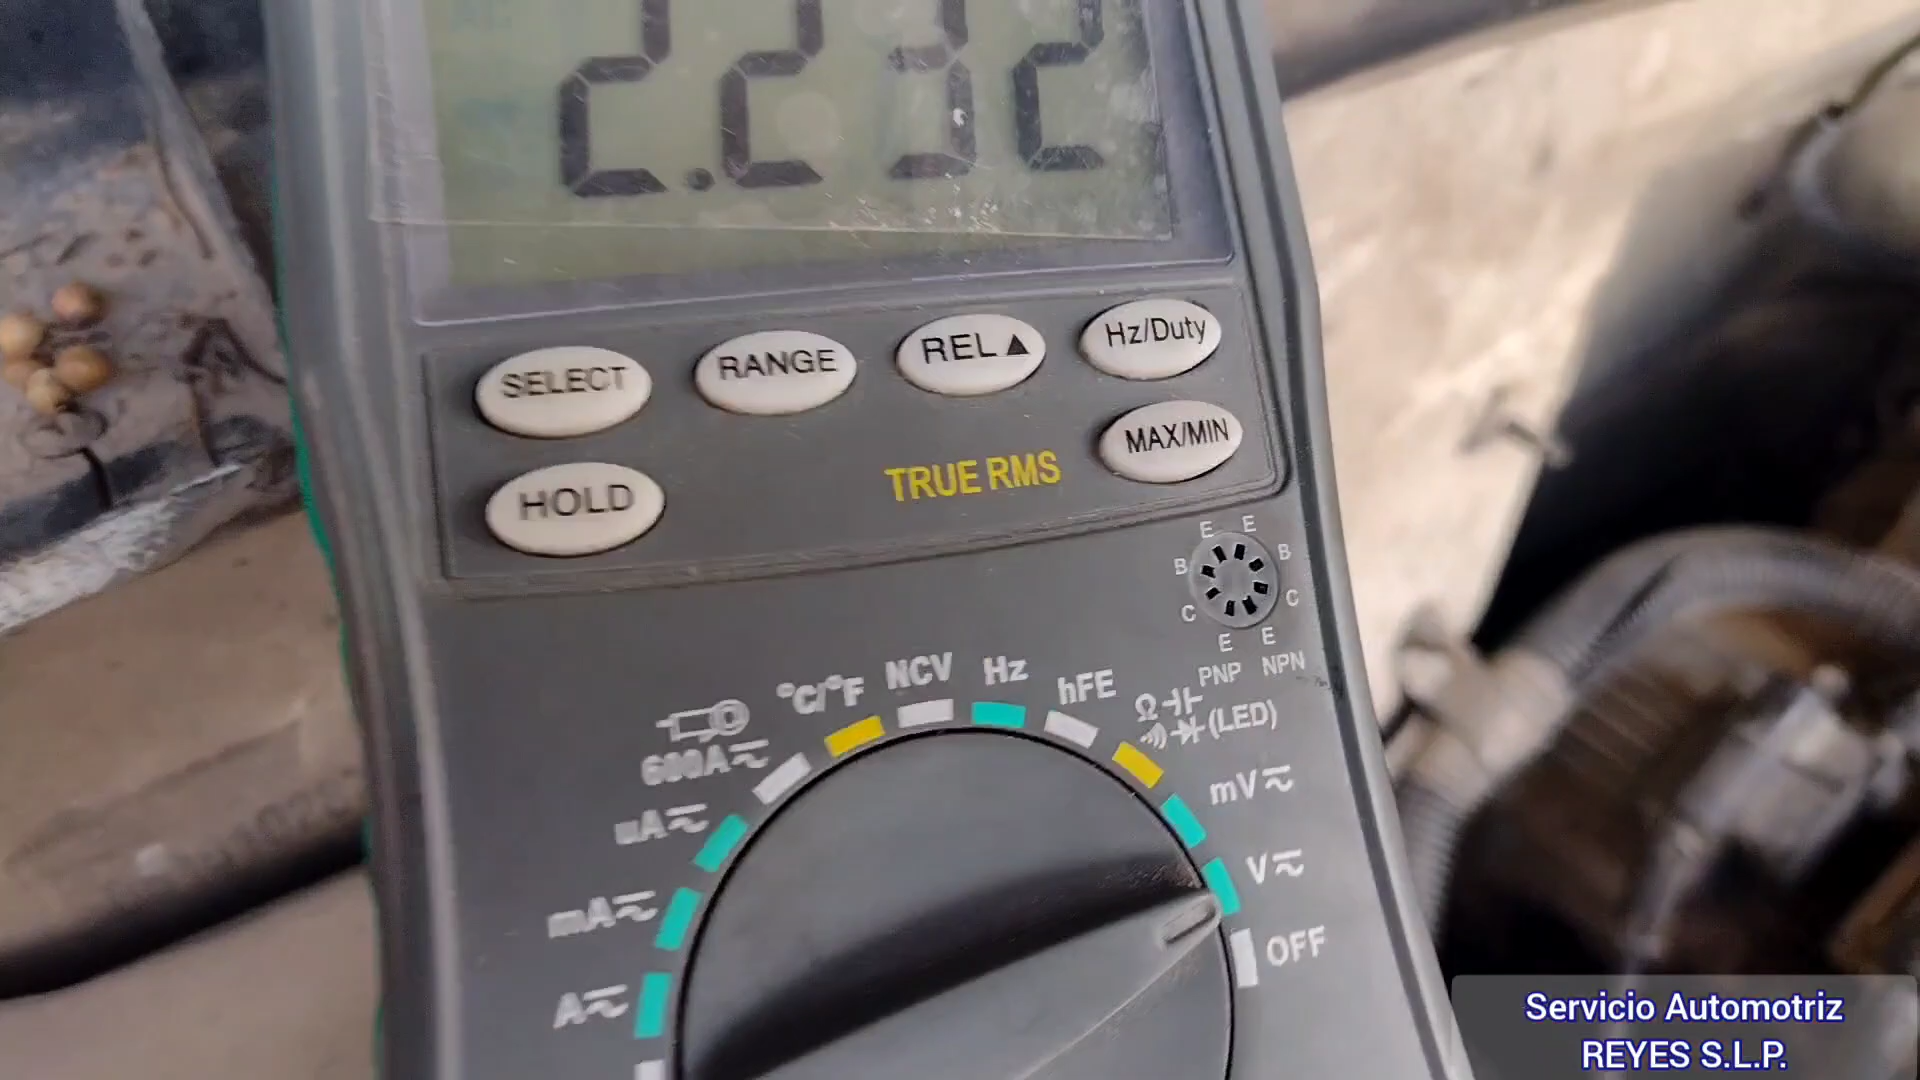 2.232
SELECT
RANGE
REL▲
Hz/Duty
HOLD
TRUE RMS
MAX/MIN
E E
B B
C C
E E
PNP NPN
600A
°C/°F
NCV
Hz
hFE
Ω
(LED)
uA
mV
mA
V
A
OFF
Servicio Automotriz
REYES S.L.P.